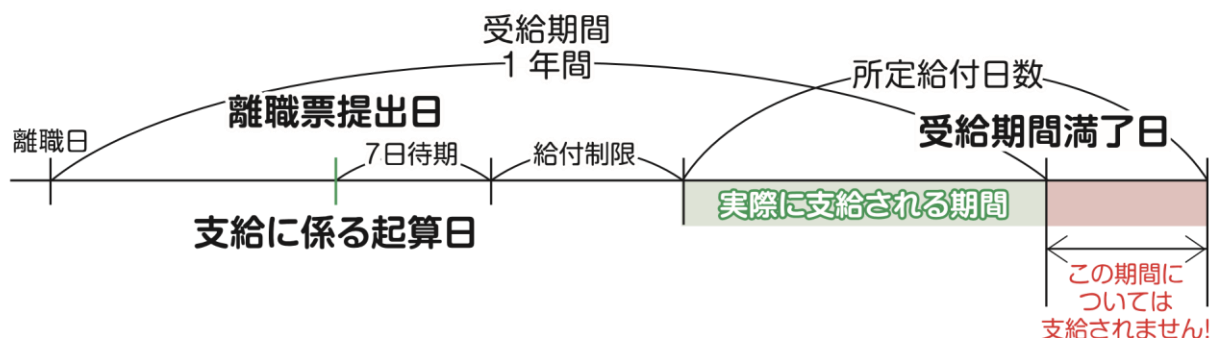 受給期間
1年間
所定給付日数
離職票提出日
受給期間満了日
離職日
7日待期
給付制限
実際に支給される期間
支給に係る起算日
この期間に
ついては
支給されません!